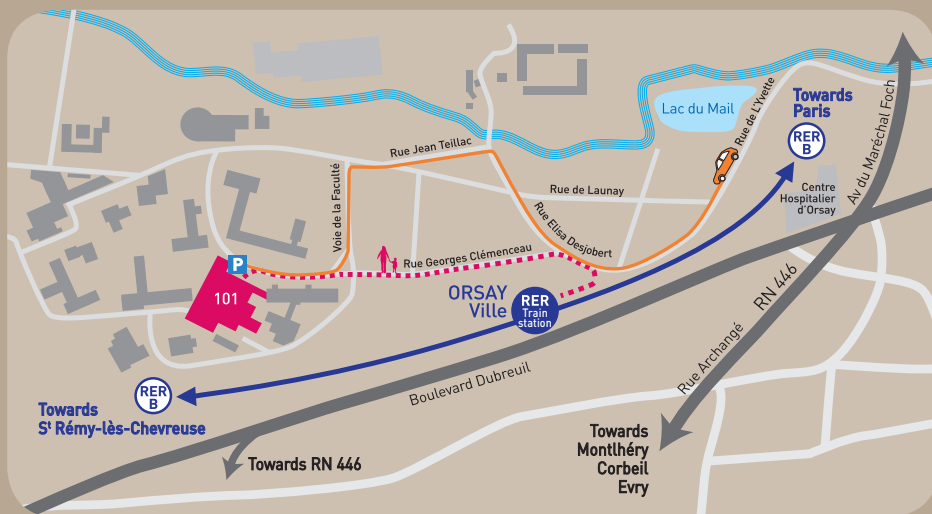 Rue de L'Yvette
Lac du Mail
Towards
Paris
RER
B
Av du Maréchal Foch
Rue Jean Teillac
Voie de la Faculté
Rue de Launay
Centre
Hospitalier
d'Orsay
Rue Elisa Desjobert
Rue Georges Clémenceau
P
101
ORSAY
Ville
RER
Train
station
RN 446
Rue Archangé
Boulevard Dubreuil
RER
B
Towards
St Rémy-lès-Chevreuse
Towards RN 446
Towards
Montlhéry
Corbeil
Evry